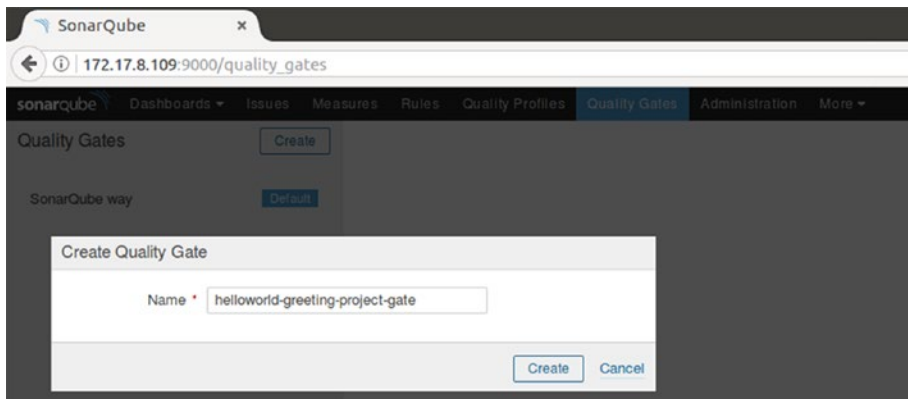 SonarQube ×
172.17.8.109:9000/quality_gates
sonarqube Dashboards Issues Measures Rules Quality Profiles Quality Gates Administration More
Quality Gates Create
SonarQube way Default
Create Quality Gate
Name * helloworld-greeting-project-gate
Create Cancel